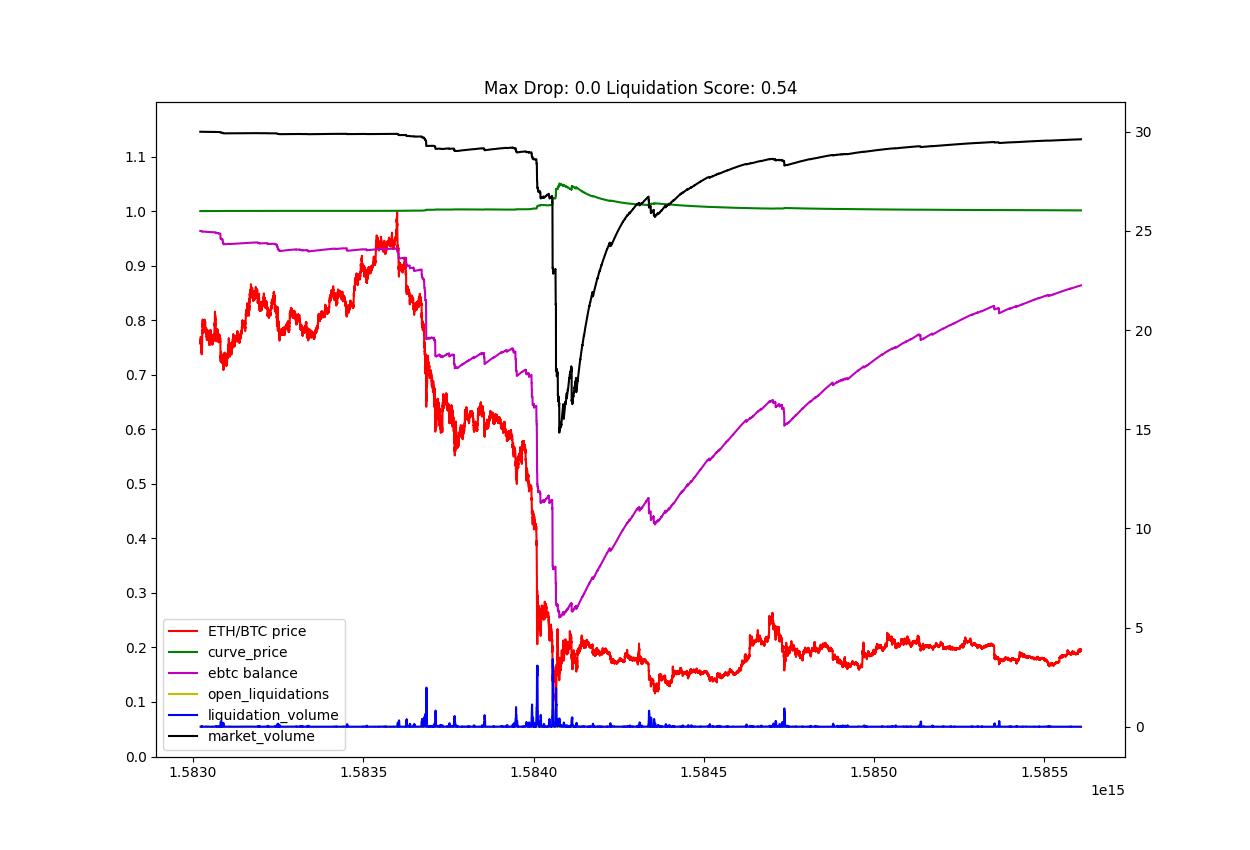 Max Drop: 0.0 Liquidation Score: 0.54
1.1
1.0
0.9
0.8
0.7
0.6
0.5
0.4
0.3
0.2
0.1
0.0
30
25
20
15
10
5
0
ETH/BTC price
curve_price
ebtc balance
open_liquidations
liquidation_volume
market_volume
1.5830 1.5835 1.5840 1.5845 1.5850 1.5855
1e15